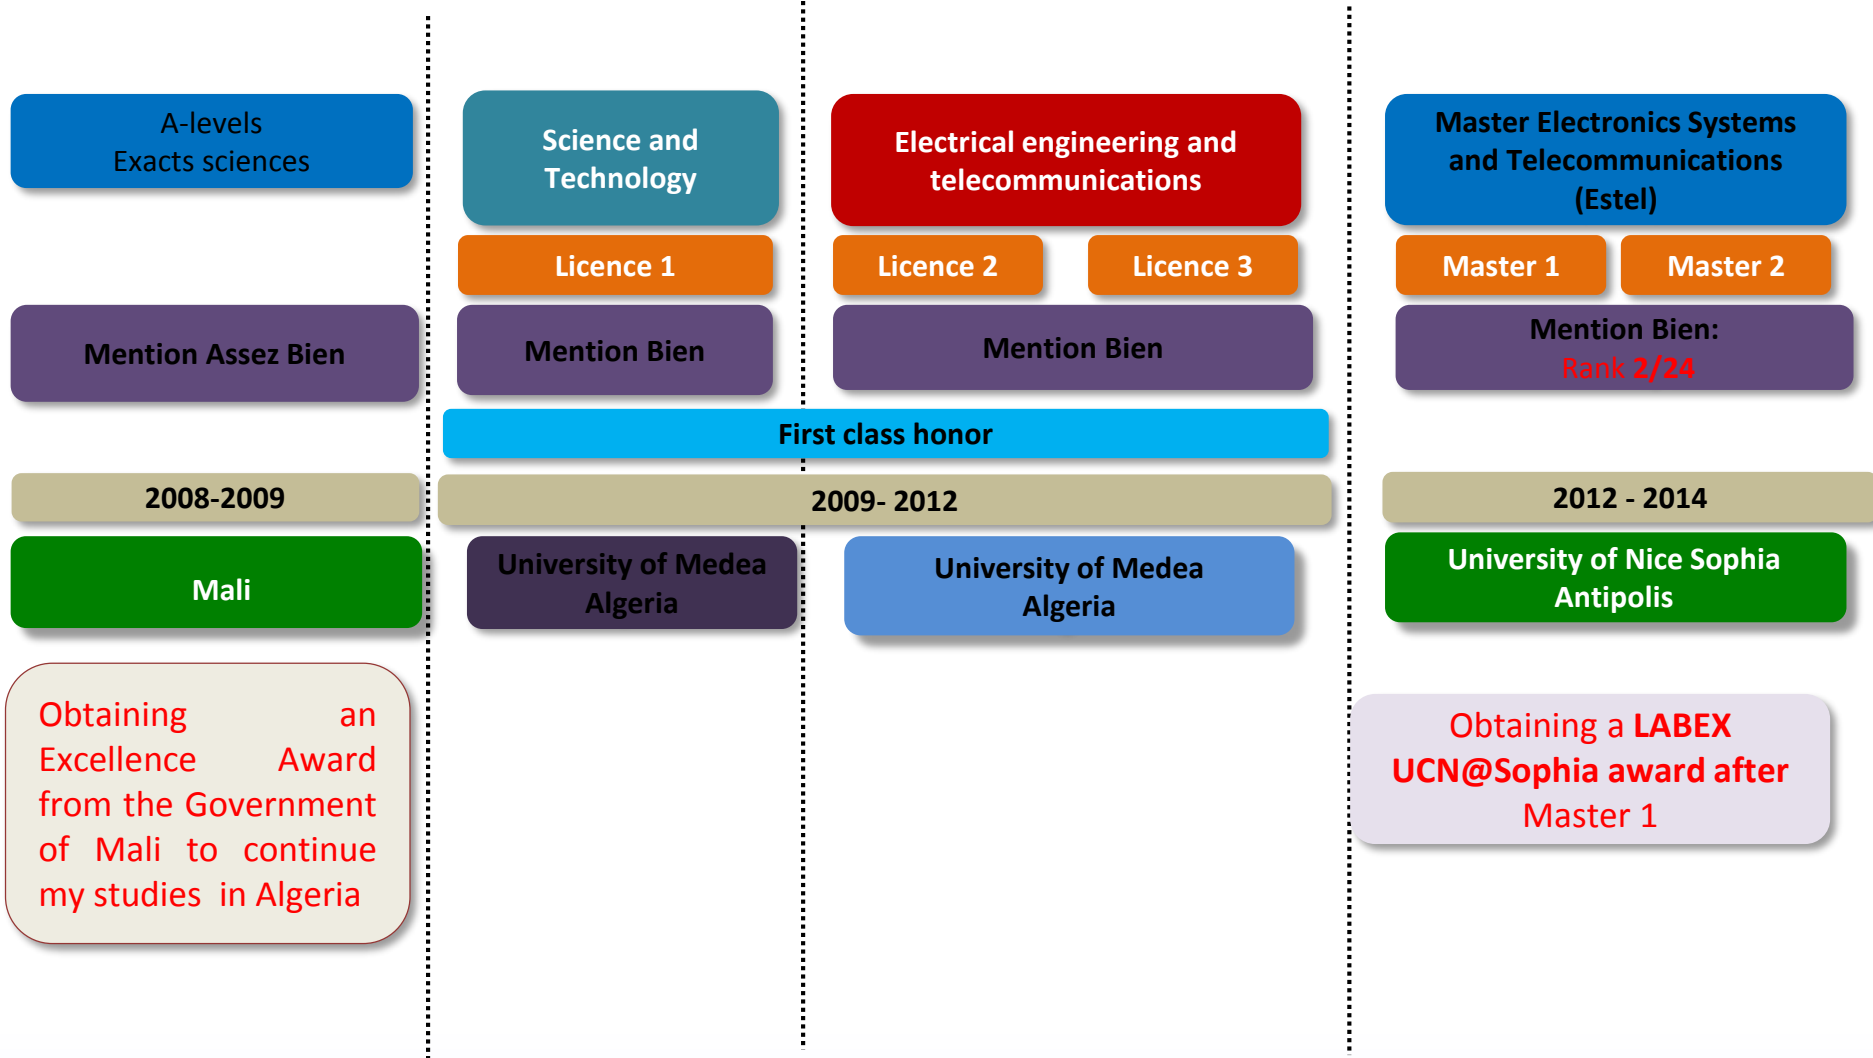 A-levels
Exacts sciences
Science and
Technology
Electrical engineering and
telecommunications
Master Electronics Systems
and Telecommunications
(Estel)
Licence 1
Licence 2
Licence 3
Master 1
Master 2
Mention Assez Bien
Mention Bien
Mention Bien
Mention Bien:
Rank 2/24
First class honor
2008-2009
2009- 2012
2012 - 2014
Mali
University of Medea
Algeria
University of Medea
Algeria
University of Nice Sophia
Antipolis
Obtaining an
Excellence Award
from the Government
of Mali to continue
my studies in Algeria
Obtaining a LABEX
UCN@Sophia award after
Master 1